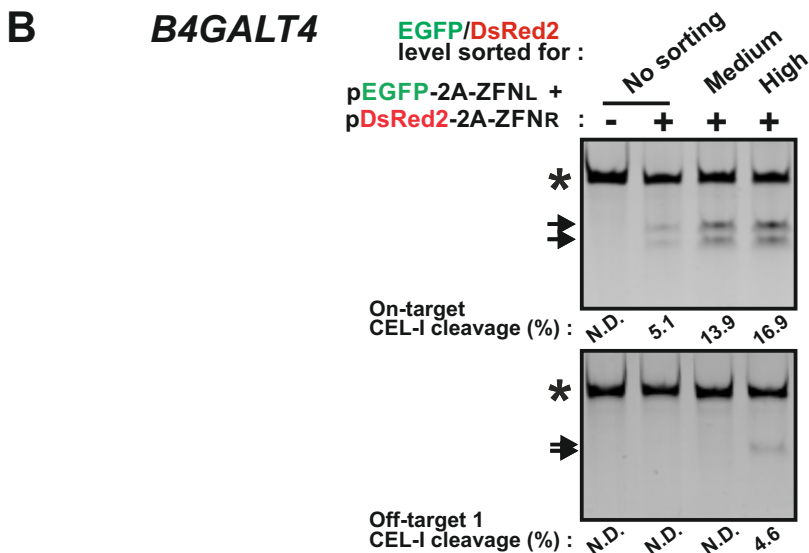 B
B4GALT4
EGFP/DsRed2
level sorted for :
No sorting Medium High
pEGFP-2A-ZFNL +
pDsRed2-2A-ZFNR : - + + +
*
On-target
CEL-I cleavage (%) : N.D. 5.1 13.9 16.9
*
Off-target 1
CEL-I cleavage (%) : N.D. N.D. N.D. 4.6